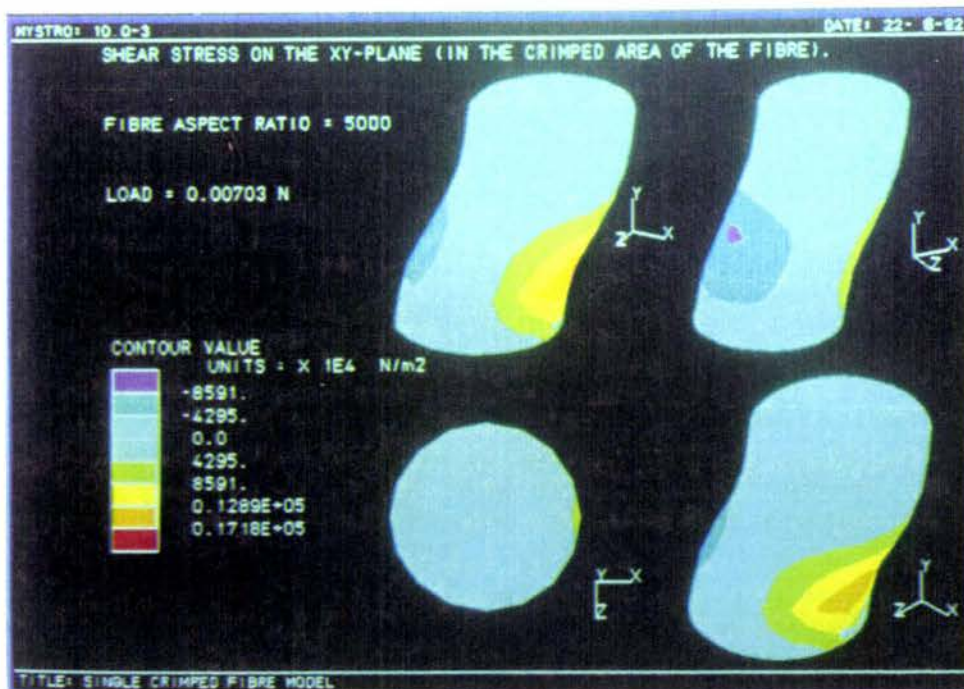 MYSTRO: 10.0-3 DATE: 22- 6-92
SHEAR STRESS ON THE XY-PLANE (IN THE CRIMPED AREA OF THE FIBRE).
FIBRE ASPECT RATIO = 5000
LOAD = 0.00703 N
Y
Z X
Y
X
Z
CONTOUR VALUE
UNITS = X 1E4 N/m2
-8591.
-4295.
0.0
4295.
8591.
0.1289E+05
0.1718E+05
Y X
Z
Y
Z X
TITLE: SINGLE CRIMPED FIBRE MODEL